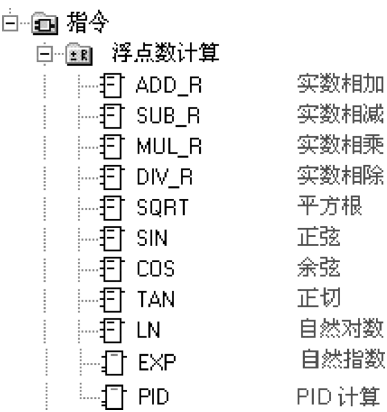 指令
浮点数计算
ADD_R 实数相加
SUB_R 实数相减
MUL_R 实数相乘
DIV_R 实数相除
SQRT 平方根
SIN 正弦
COS 余弦
TAN 正切
LN 自然对数
EXP 自然指数
PID PID 计算